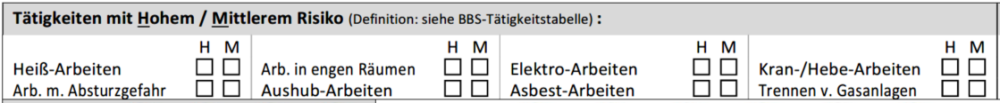 Tätigkeiten mit Hohem / Mittlerem Risiko (Definition: siehe BBS-Tätigkeitstabelle) :
H M H M H M H M
Heiß-Arbeiten ☐ ☐ Arb. in engen Räumen ☐ ☐ Elektro-Arbeiten ☐ ☐ Kran-/Hebe-Arbeiten ☐ ☐
Arb. m. Absturzgefahr ☐ ☐ Aushub-Arbeiten ☐ ☐ Asbest-Arbeiten ☐ ☐ Trennen v. Gasanlagen ☐ ☐